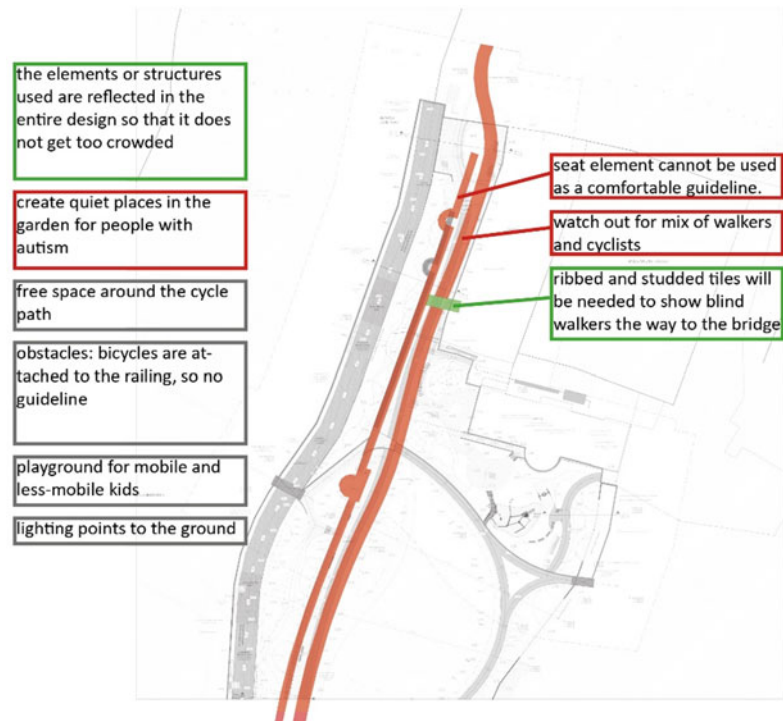 the elements or structures
used are reflected in the
entire design so that it does
not get too crowded
create quiet places in the
garden for people with
autism
free space around the cycle
path
obstacles: bicycles are at-
tached to the railing, so no
guideline
playground for mobile and
less-mobile kids
lighting points to the ground
seat element cannot be used
as a comfortable guideline.
watch out for mix of walkers
and cyclists
ribbed and studded tiles will
be needed to show blind
walkers the way to the bridge